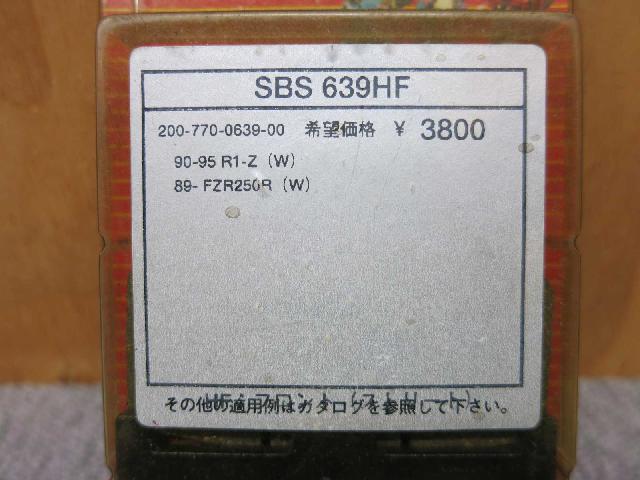 SBS 639HF
200-770-0639-00 希望価格 ¥ 3800
90-95 R1-Z (W)
89- FZR250R (W)
その他の適用例はカタログを参照して下さい。